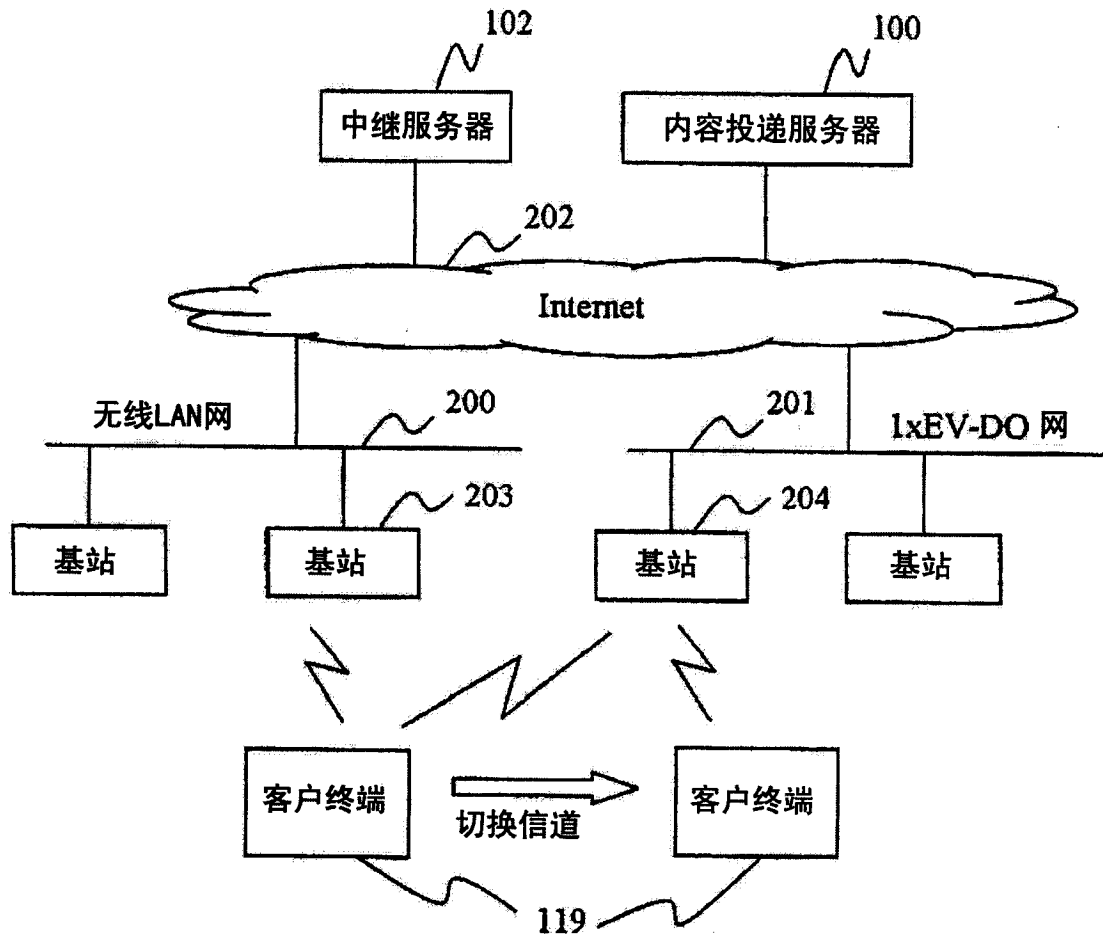 102
100
中继服务器
内容投递服务器
202
Internet
无线LAN网
200
201
1xEV-DO 网
203
204
基站
基站
基站
基站
客户终端
切换信道
客户终端
119